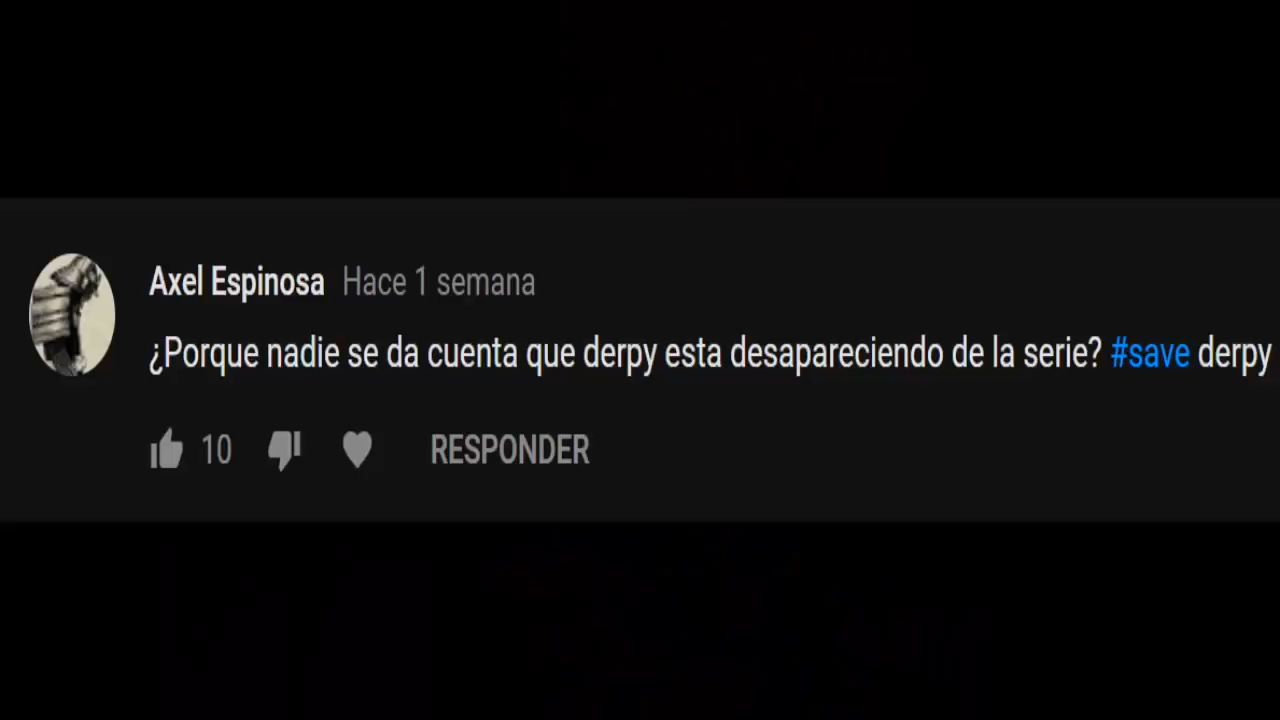 Axel Espinosa Hace 1 semana
¿Porque nadie se da cuenta que derpy esta desapareciendo de la serie? #save derpy
10 RESPONDER